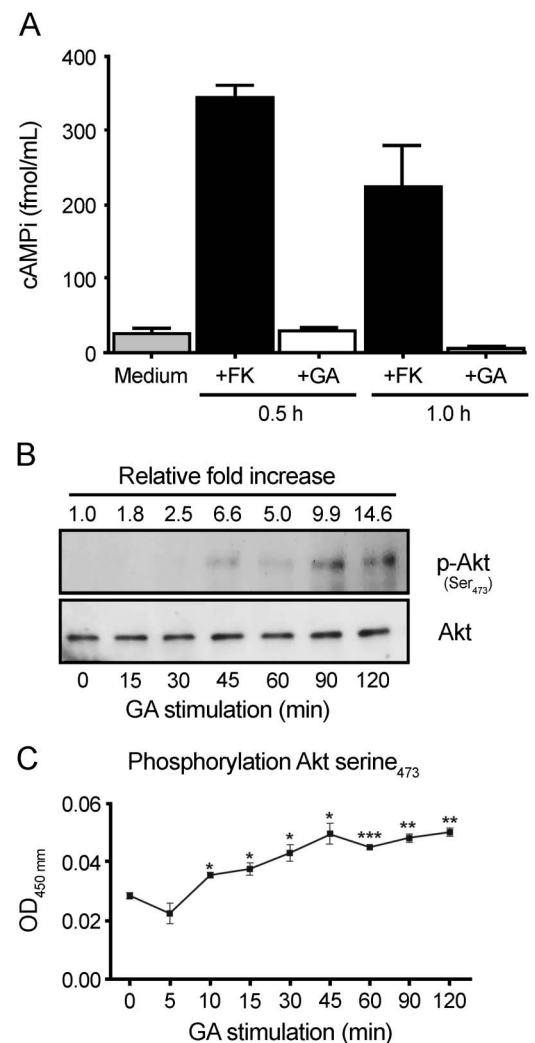 A
400
300
200
100
0
cAMPi (fmol/mL)
Medium +FK +GA +FK +GA
0.5 h 1.0 h
B
Relative fold increase
1.0 1.8 2.5 6.6 5.0 9.9 14.6
p-Akt
(Ser473)
Akt
0 15 30 45 60 90 120
GA stimulation (min)
C
Phosphorylation Akt serine473
0.06
0.04
0.02
0.00
OD450 mm
* * * * *** ** **
0 5 10 15 30 45 60 90 120
GA stimulation (min)